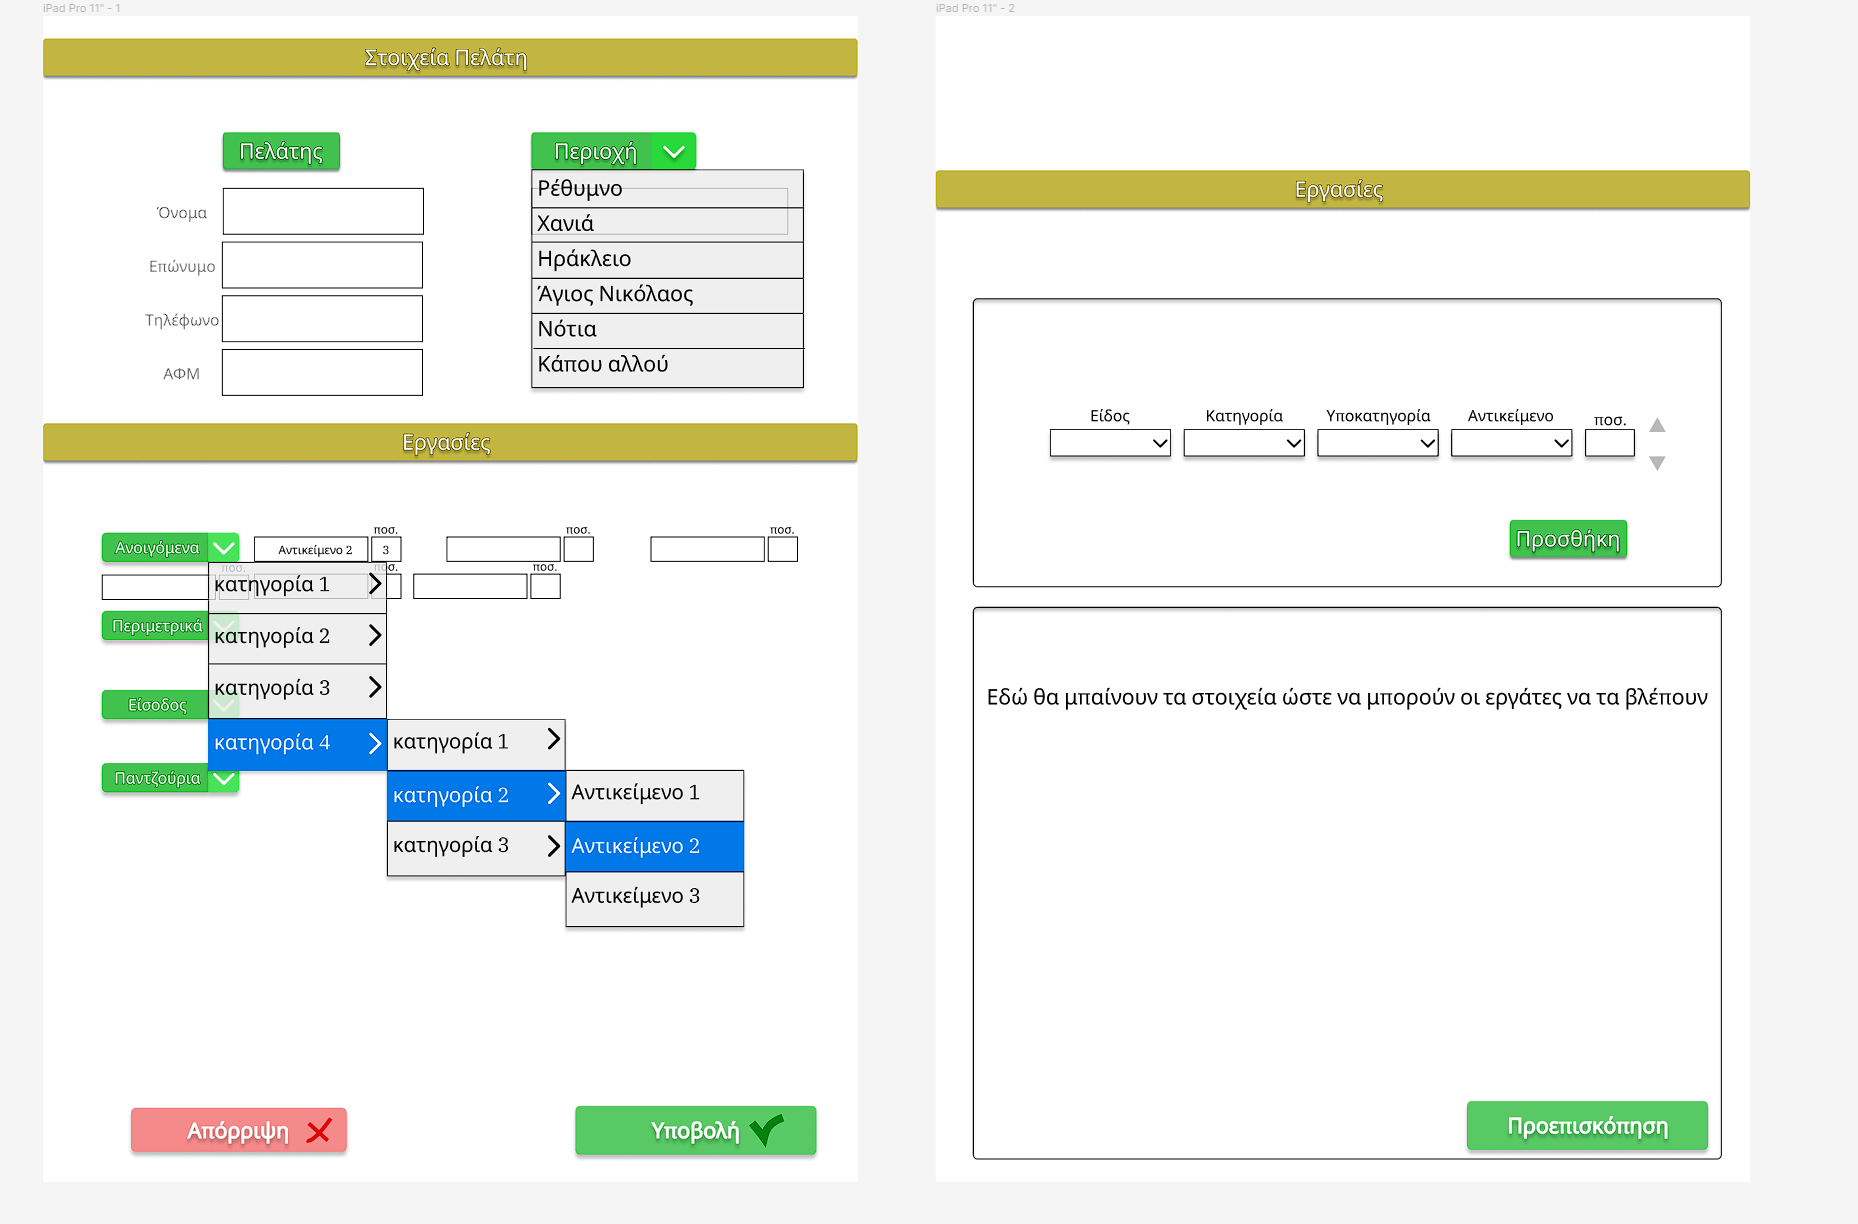 iPad Pro 11" - 1
Στοιχεία Πελάτη
Πελάτης
Περιοχή
Όνομα
Επώνυμο
Τηλέφωνο
ΑΦΜ
Ρέθυμνο
Χανιά
Ηράκλειο
Άγιος Νικόλαος
Νότια
Κάπου αλλού
Εργασίες
Ανοιγόμενα
Αντικείμενο 2
ποσ.
3
ποσ.
ποσ.
ποσ.
ποσ.
ποσ.
Περιμετρικά
Είσοδος
Παντζούρια
κατηγορία 1
κατηγορία 2
κατηγορία 3
κατηγορία 4
κατηγορία 1
κατηγορία 2
κατηγορία 3
Αντικείμενο 1
Αντικείμενο 2
Αντικείμενο 3
Απόρριψη
Υποβολή
iPad Pro 11" - 2
Εργασίες
Είδος
Κατηγορία
Υποκατηγορία
Αντικείμενο
ποσ.
Προσθήκη
Εδώ θα μπαίνουν τα στοιχεία ώστε να μπορούν οι εργάτες να τα βλέπουν
Προεπισκόπηση